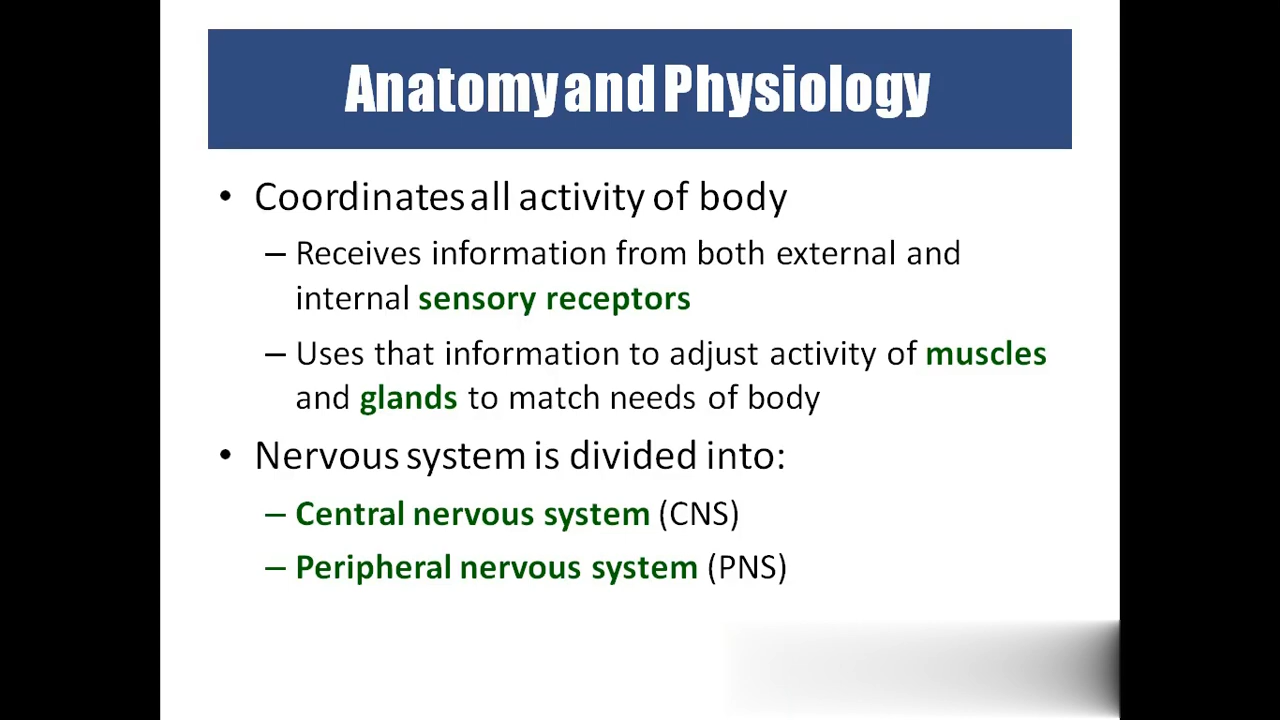 Anatomy and Physiology
• Coordinates all activity of body
– Receives information from both external and
internal sensory receptors
– Uses that information to adjust activity of muscles
and glands to match needs of body
• Nervous system is divided into:
– Central nervous system (CNS)
– Peripheral nervous system (PNS)